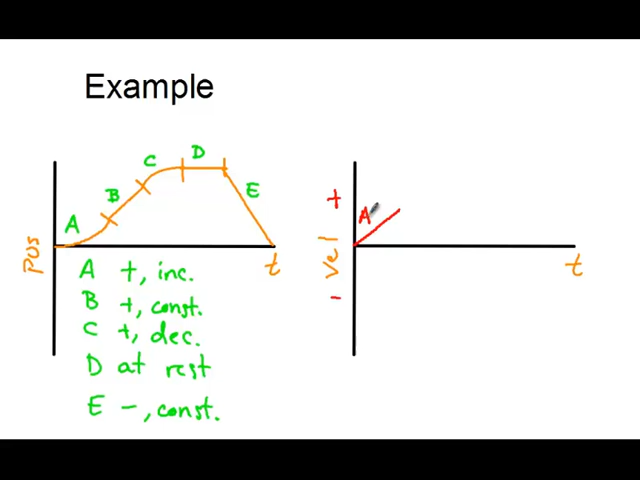 Example
A
B
C
D
E
pos
t
A +, inc.
B +, const.
C +, dec.
D at rest
E -, const.
+
A
vel
-
t